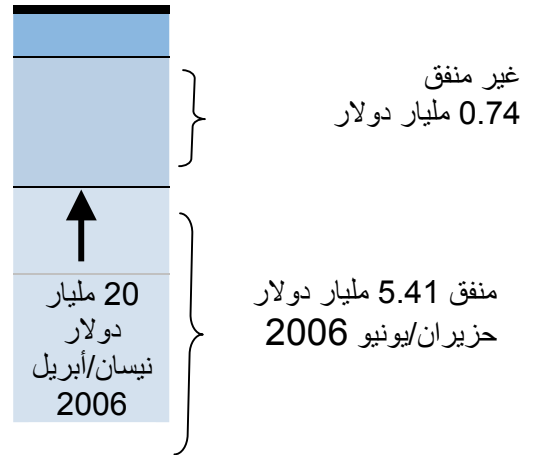 غير منفق
0.74 مليار دولار
20 مليار
دولار
نيسان/أبريل
2006
منفق 5.41 مليار دولار
حزيران/يونيو 2006